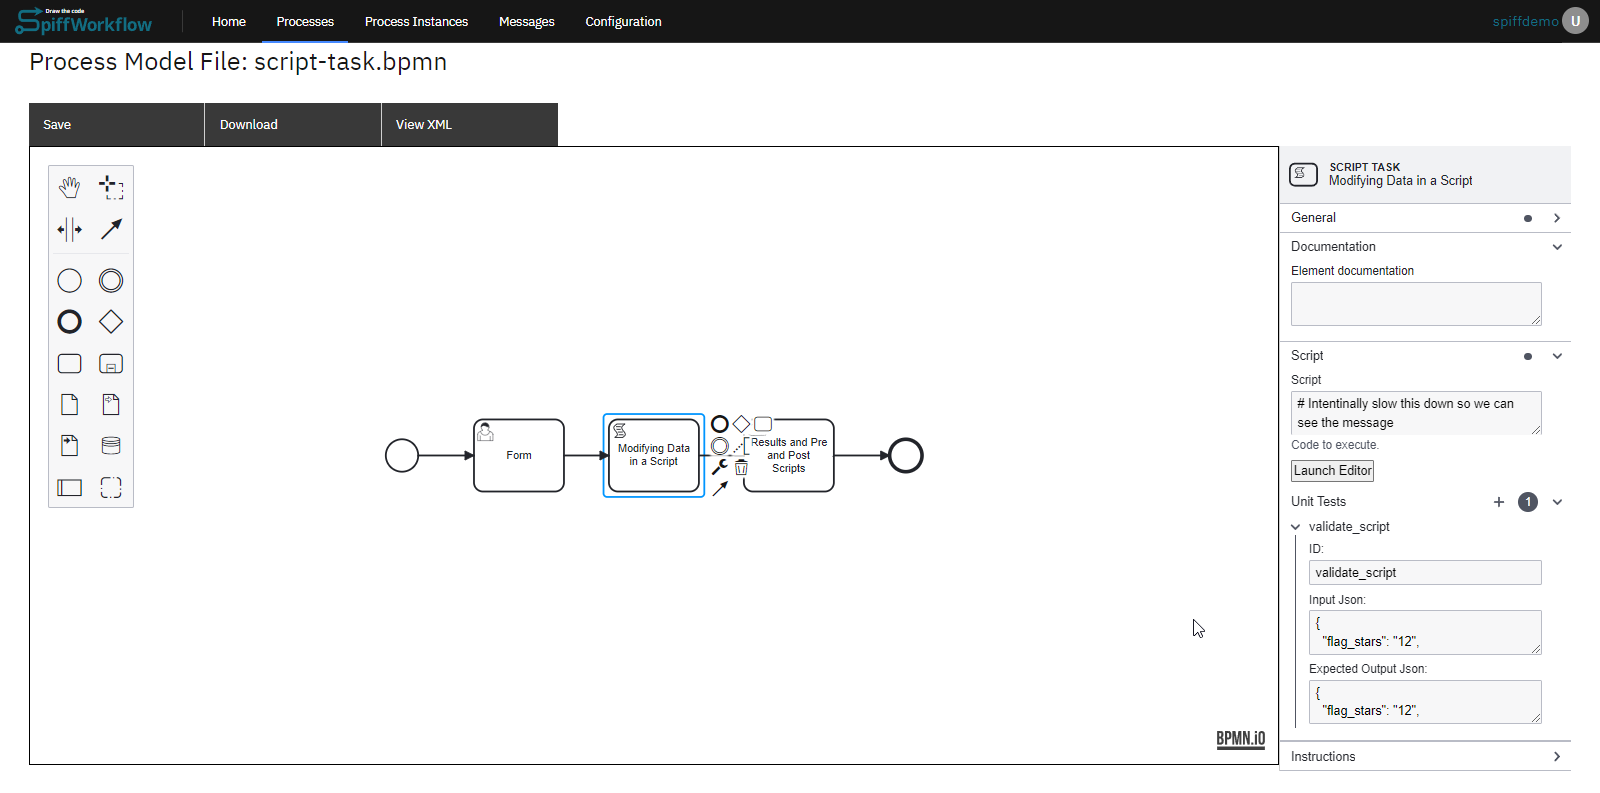 Draw the code
SpiffWorkflow
Home
Processes
Process Instances
Messages
Configuration
spiffdemo
U
Process Model File: script-task.bpmn
Save
Download
View XML
SCRIPT TASK
Modifying Data in a Script
General
Documentation
Element documentation
Script
Script
# Intentinally slow this down so we can
see the message
Code to execute.
Launch Editor
Unit Tests
1
validate_script
ID:
validate_script
Input Json:
{
"flag_stars": "12",
Expected Output Json:
{
"flag_stars": "12",
Instructions
Form
Modifying Data
in a Script
Results and Pre
and Post
Scripts
BPMN.iO